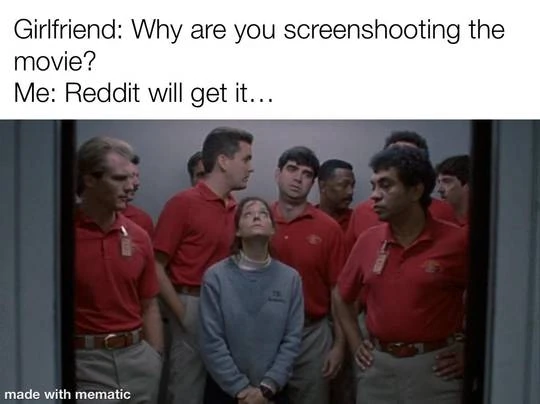 Girlfriend: Why are you screenshooting the
movie?
Me: Reddit will get it...
made with mematic